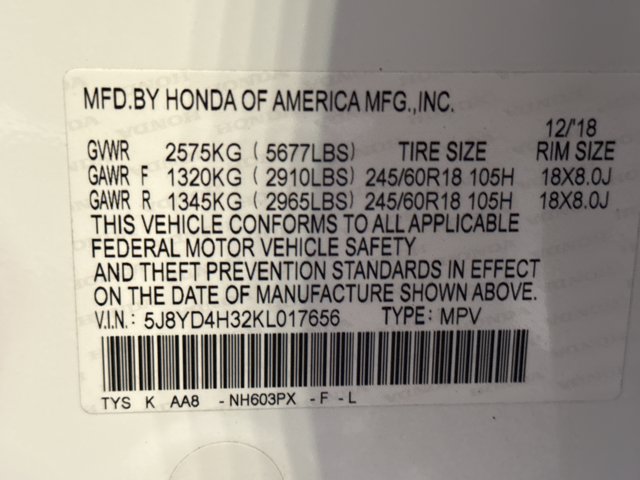 MFD.BY HONDA OF AMERICA MFG.,INC.
12/'18
GVWR 2575KG (5677LBS) TIRE SIZE RIM SIZE
GAWR F 1320KG (2910LBS) 245/60R18 105H 18X8.0J
GAWR R 1345KG (2965LBS) 245/60R18 105H 18X8.0J
THIS VEHICLE CONFORMS TO ALL APPLICABLE
FEDERAL MOTOR VEHICLE SAFETY
AND THEFT PREVENTION STANDARDS IN EFFECT
ON THE DATE OF MANUFACTURE SHOWN ABOVE.
V.I.N.: 5J8YD4H32KL017656 TYPE: MPV
TYS K AA8 -NH603PX -F-L